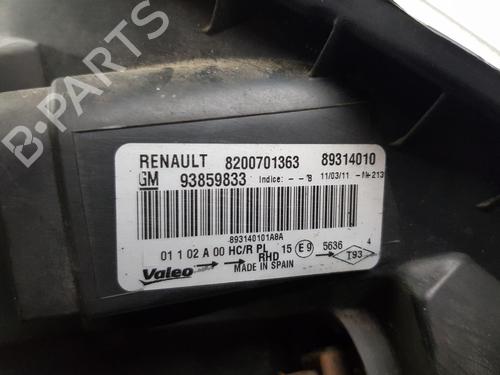 RENAULT 8200701363 89314010
GM 93859833 Indice: - - B 11/03/11 -N 213
893140101A8A
01 1 02 A 00 HC/R PL 15 E9 5636 4
Valeo RHD T93
MADE IN SPAIN
B-PARTS